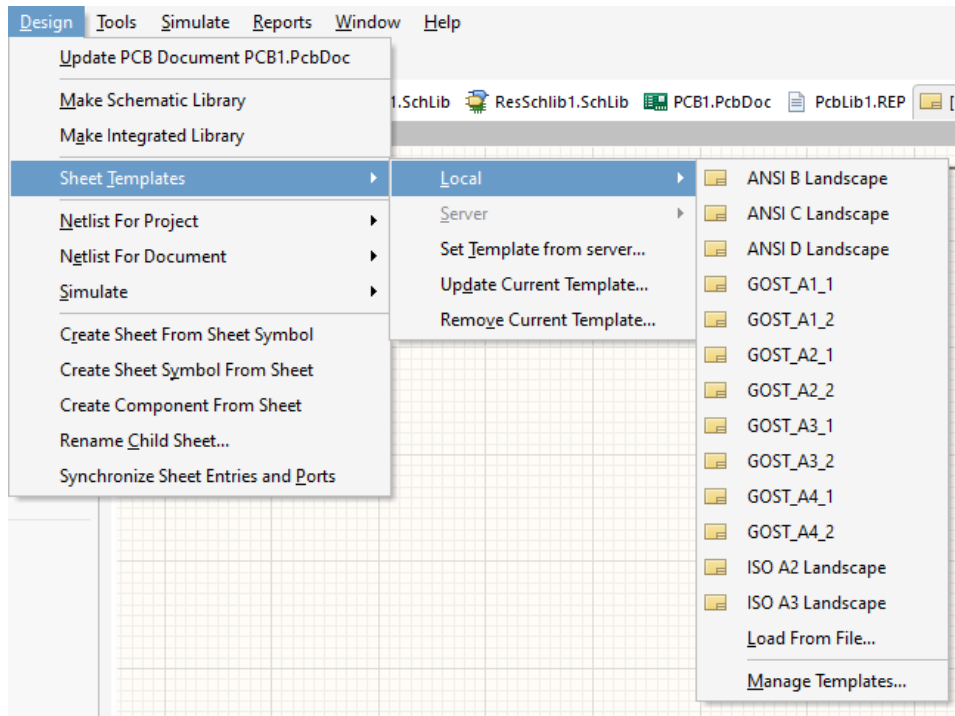 Design Tools Simulate Reports Window Help
Update PCB Document PCB1.PcbDoc
Make Schematic Library
Make Integrated Library
Sheet Templates
Netlist For Project
Netlist For Document
Simulate
Create Sheet From Sheet Symbol
Create Sheet Symbol From Sheet
Create Component From Sheet
Rename Child Sheet...
Synchronize Sheet Entries and Ports
1.SchLib ResSchlib1.SchLib PCB1.PcbDoc PcbLib1.REP [
Local
Server
Set Template from server...
Update Current Template...
Remove Current Template...
ANSI B Landscape
ANSI C Landscape
ANSI D Landscape
GOST_A1_1
GOST_A1_2
GOST_A2_1
GOST_A2_2
GOST_A3_1
GOST_A3_2
GOST_A4_1
GOST_A4_2
ISO A2 Landscape
ISO A3 Landscape
Load From File...
Manage Templates...